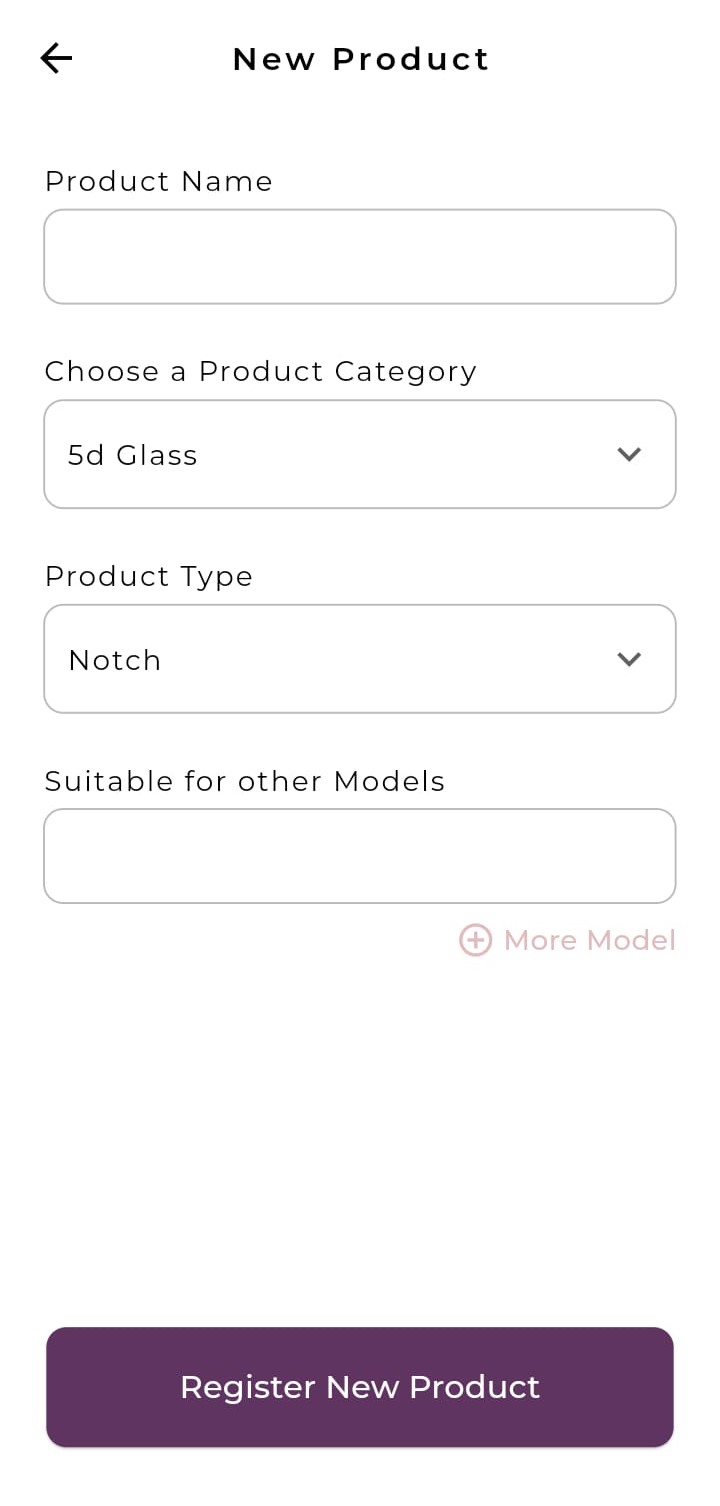 New Product
Product Name
Choose a Product Category
5d Glass
Product Type
Notch
Suitable for other Models
More Model
Register New Product